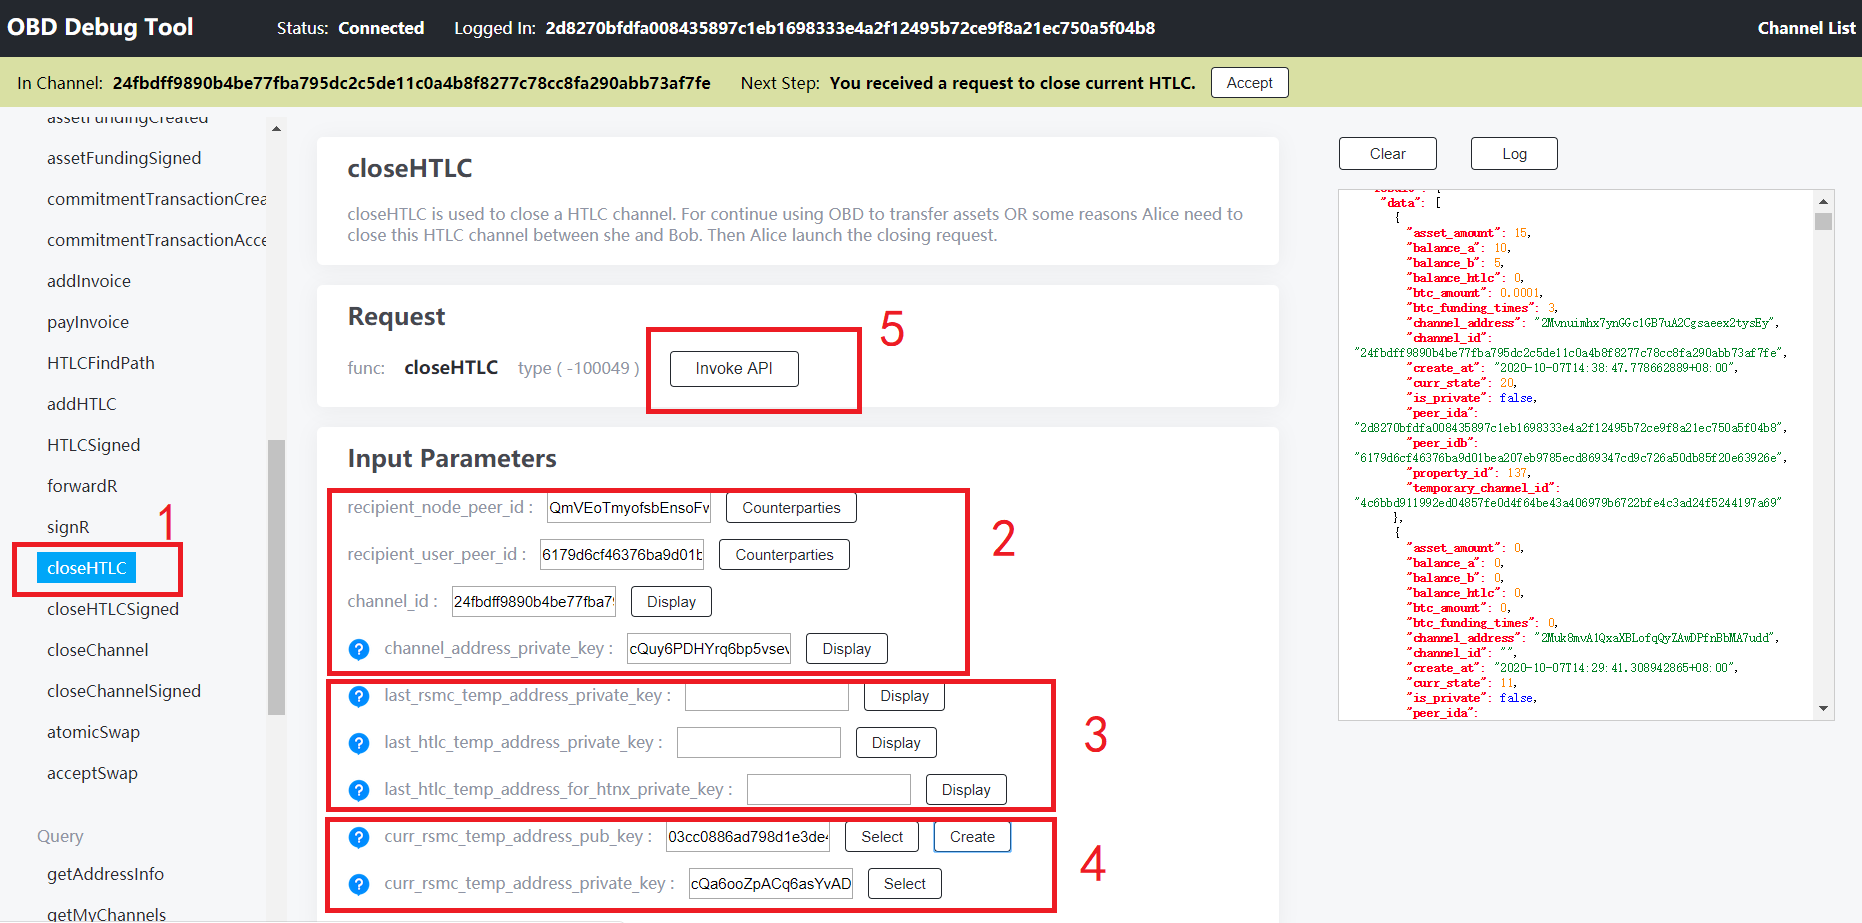 OBD Debug Tool Status: Connected Logged In: 2d8270bfdfa008435897c1eb1698333e4a2f12495b72ce9f8a21ec750a5f04b8 Channel List
In Channel: 24fbdff9890b4be77fba795dc2c5de11c0a4b8f8277c78cc8fa290abb73af7fe Next Step: You received a request to close current HTLC. Accept
assetFundingCreated
assetFundingSigned
commitmentTransactionCrea
commitmentTransactionAcce
addInvoice
payInvoice
HTLCFindPath
addHTLC
HTLCSigned
forwardR
signR
1
closeHTLC
closeHTLCSigned
closeChannel
closeChannelSigned
atomicSwap
acceptSwap
Query
getAddressInfo
getMyChannels
closeHTLC
closeHTLC is used to close a HTLC channel. For continue using OBD to transfer assets OR some reasons Alice need to
close this HTLC channel between she and Bob. Then Alice launch the closing request.
Request
5
func: closeHTLC type ( -100049 ) Invoke API
Input Parameters
recipient_node_peer_id : QmVEoTmyofsbEnsoFv Counterparties
2
recipient_user_peer_id : 6179d6cf46376ba9d01b Counterparties
channel_id : 24fbdff9890b4be77fba7 Display
? channel_address_private_key : cQuy6PDHYrq6bp5vsev Display
? last_rsmc_temp_address_private_key : Display
3
? last_htlc_temp_address_private_key : Display
? last_htlc_temp_address_for_htnx_private_key : Display
? curr_rsmc_temp_address_pub_key : 03cc0886ad798d1e3de4 Select Create
4
? curr_rsmc_temp_address_private_key : cQa6ooZpACq6asYvAD Select
Clear Log
"result": {
"data": [
{
"asset_amount": 15,
"balance_a": 10,
"balance_b": 5,
"balance_htlc": 0,
"btc_amount": 0.0001,
"btc_funding_times": 3,
"channel_address": "2Mvnuimhx7ynGGc1GB7uA2Cgsaeex2tysEy",
"channel_id":
"24fbdff9890b4be77fba795dc2c5de11c0a4b8f8277c78cc8fa290abb73af7fe",
"create_at": "2020-10-07T14:38:47.778662889+08:00",
"curr_state": 20,
"is_private": false,
"peer_ida":
"2d8270bfdfa008435897c1eb1698333e4a2f12495b72ce9f8a21ec750a5f04b8",
"peer_idb":
"6179d6cf46376ba9d01bea207eb9785ecd869347cd9c726a50db85f20e63926e",
"property_id": 137,
"temporary_channel_id":
"4c6bbd911992ed04857fe0d4f64be43a406979b6722bfe4c3ad24f5244197a69"
},
{
"asset_amount": 0,
"balance_a": 0,
"balance_b": 0,
"balance_htlc": 0,
"btc_amount": 0,
"btc_funding_times": 0,
"channel_address": "2Muk8mvA1QxaXBLofqQyZAwDPfnBbMA7udd",
"channel_id": "",
"create_at": "2020-10-07T14:29:41.308942865+08:00",
"curr_state": 11,
"is_private": false,
"peer_ida":